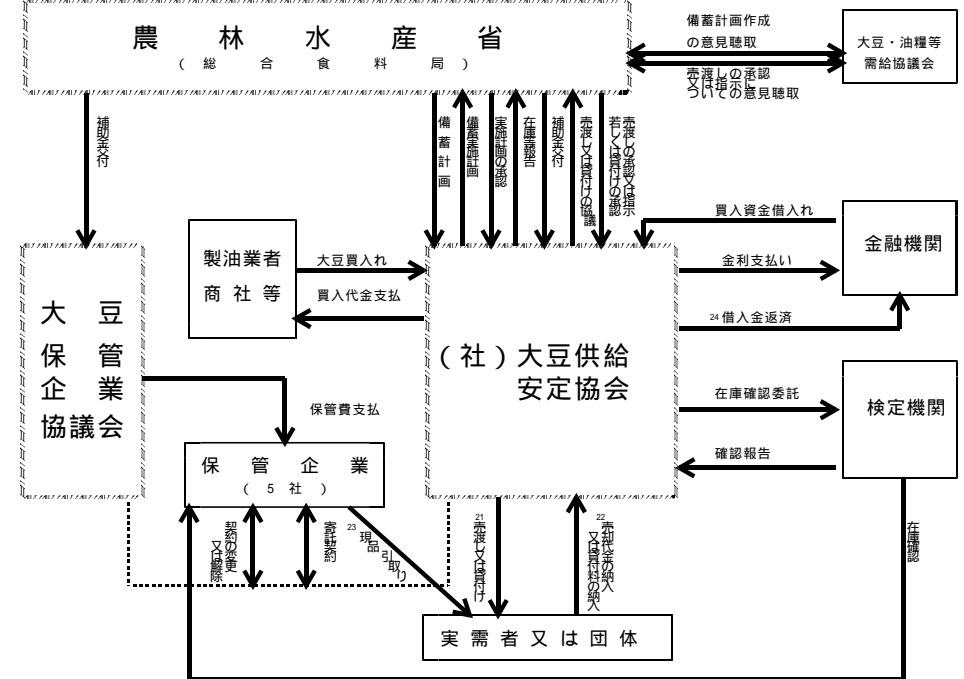 農林水産省
(総合食料局)
備蓄計画作成
の意見聴取
売渡しの承認
又は指示に
ついての意見聴取
大豆・油糧等
需給協議会
補助金交付
備蓄計画
備蓄実施計画
実施計画の承認
在庫等報告
補助金交付
売渡し又は貸付けの協議
売渡しの承認又は指示
若しくは貸付けの承認
買入資金借入れ
金利支払い
24借入金返済
金融機関
製油業者
商社等
大豆買入れ
買入代金支払
大豆
保管
企業
協議会
(社)大豆供給
安定協会
保管費支払
在庫確認委託
確認報告
検定機関
保管企業
(5社)
契約の変更
又は解除
寄託契約
23現品引取り
21売渡し又は貸付け
22売却代金の納入
又は貸付料の納入
在庫確認
実需者又は団体